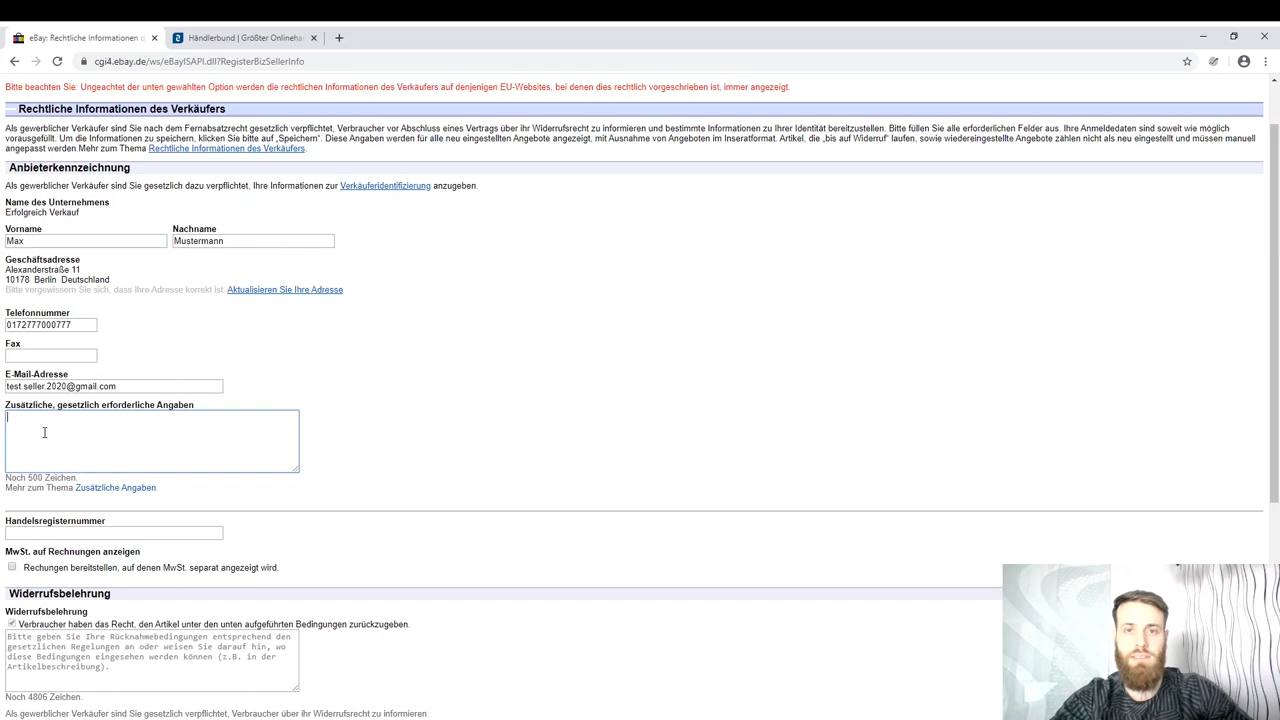 eBay: Rechtliche Informationen d
Händlerbund | Größter Onlineha
cgi4.ebay.de/ws/eBayISAPI.dll?RegisterBizSellerInfo
Bitte beachten Sie: Ungeachtet der unten gewählten Option werden die rechtlichen Informationen des Verkäufers auf denjenigen EU-Websites, bei denen dies rechtlich vorgeschrieben ist, immer angezeigt.
Rechtliche Informationen des Verkäufers
Als gewerblicher Verkäufer sind Sie nach dem Fernabsatzrecht gesetzlich verpflichtet, Verbraucher vor Abschluss eines Vertrags über ihr Widerrufsrecht zu informieren und bestimmte Informationen zu Ihrer Identität bereitzustellen. Bitte füllen Sie alle erforderlichen Felder aus. Ihre Anmeldedaten sind soweit wie möglich
vorausgefüllt. Um die Informationen zu speichern, klicken Sie bitte auf „Speichern“. Diese Angaben werden für alle neu eingestellten Angebote angezeigt, mit Ausnahme von Angeboten im Inseratformat. Artikel, die „bis auf Widerruf“ laufen, sowie wiedereingestellte Angebote zählen nicht als neu eingestellt und müssen manuell
angepasst werden.Mehr zum Thema Rechtliche Informationen des Verkäufers.
Anbieterkennzeichnung
Als gewerblicher Verkäufer sind Sie gesetzlich dazu verpflichtet, Ihre Informationen zur Verkäuferidentifizierung anzugeben.
Name des Unternehmens
Erfolgreich Verkauf
Vorname Nachname
Max Mustermann
Geschäftsadresse
Alexanderstraße 11
10178 Berlin Deutschland
Bitte vergewissern Sie sich, dass Ihre Adresse korrekt ist. Aktualisieren Sie Ihre Adresse
Telefonnummer
0172777000777
Fax
E-Mail-Adresse
test.seller.2020@gmail.com
Zusätzliche, gesetzlich erforderliche Angaben
Noch 500 Zeichen.
Mehr zum Thema Zusätzliche Angaben.
Handelsregisternummer
MwSt. auf Rechnungen anzeigen
Rechungen bereitstellen, auf denen MwSt. separat angezeigt wird.
Widerrufsbelehrung
Widerrufsbelehrung
Verbraucher haben das Recht, den Artikel unter den unten aufgeführten Bedingungen zurückzugeben.
Bitte geben Sie Ihre Rücknahmebedingungen entsprechend den
gesetzlichen Regelungen an oder weisen Sie darauf hin, wo
diese Bedingungen eingesehen werden können (z.B. in der
Artikelbeschreibung).
Noch 4806 Zeichen.
Als gewerblicher Verkäufer sind Sie gesetzlich verpflichtet, Verbraucher über ihr Widerrufsrecht zu informieren.